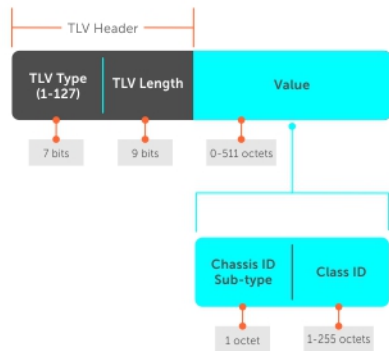 TLV Header
TLV Type
(1-127)
TLV Length
Value
7 bits
9 bits
0-511 octets
Chassis ID
Sub-type
Class ID
1 octet
1-255 octets